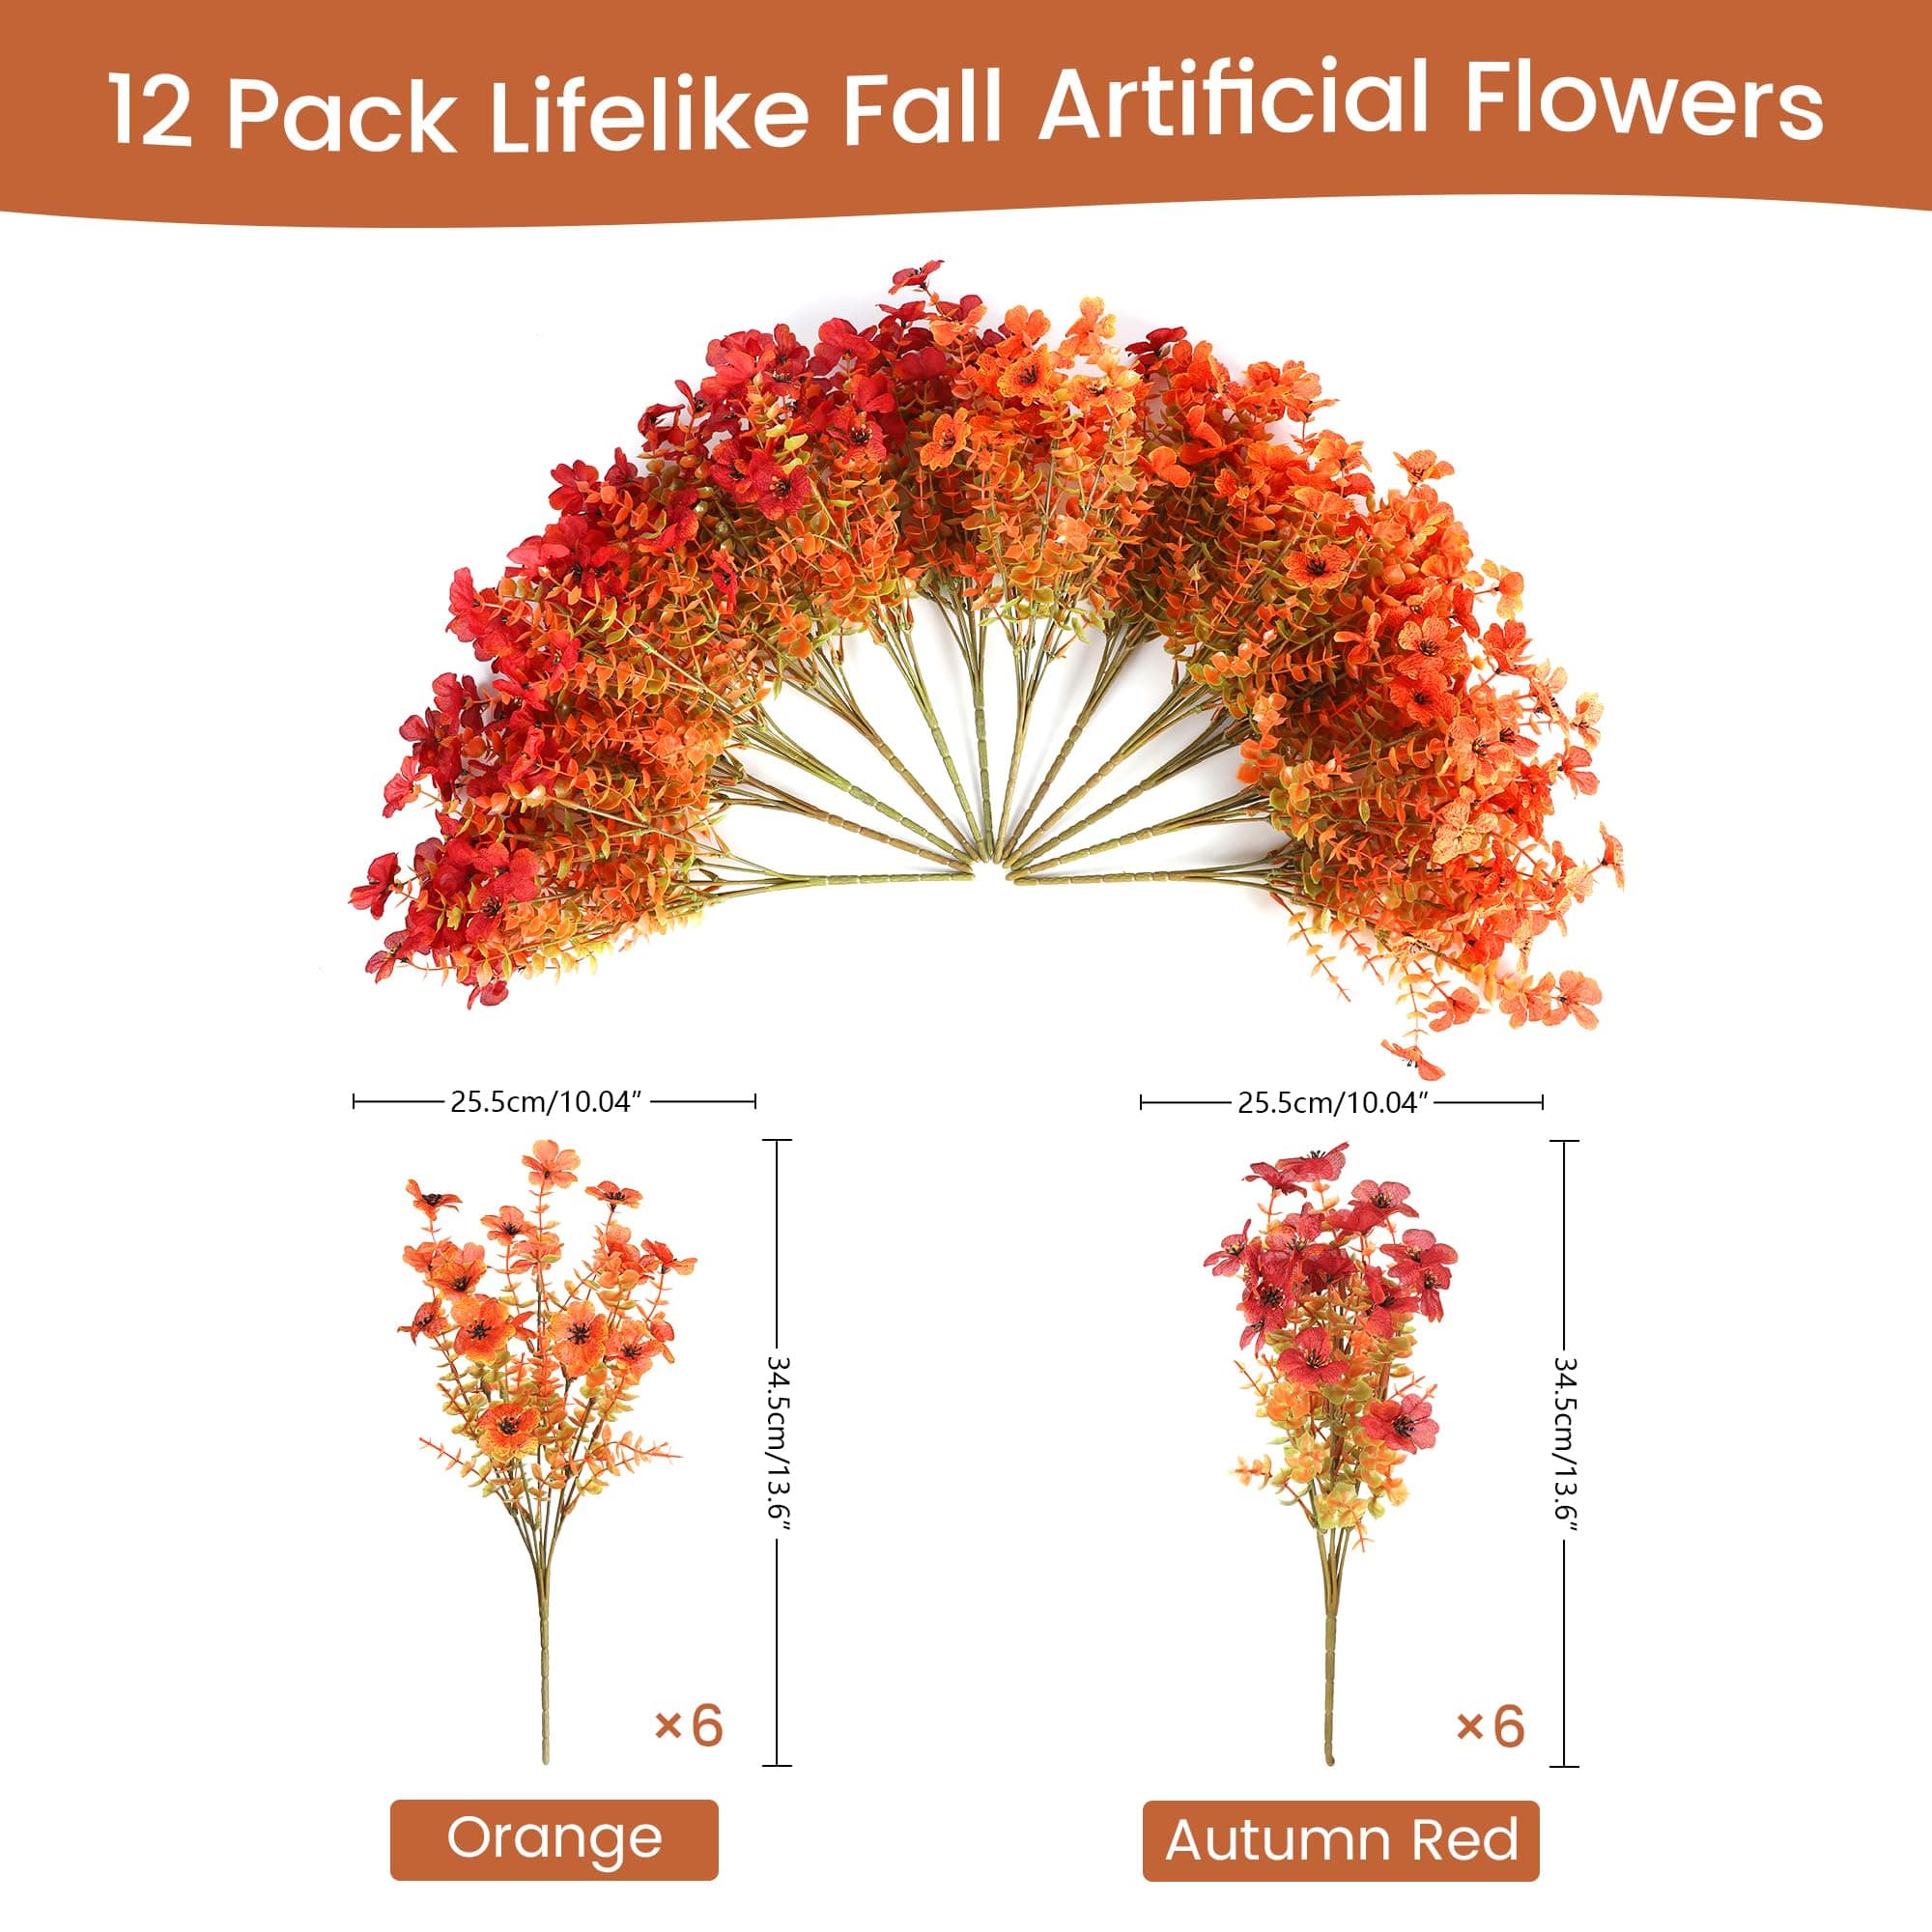 12 Pack Lifelike Fall Artificial Flowers
25.5cm/10.04″
25.5cm/10.04″
34.5cm/13.6″
34.5cm/13.6″
×6
×6
Orange
Autumn Red